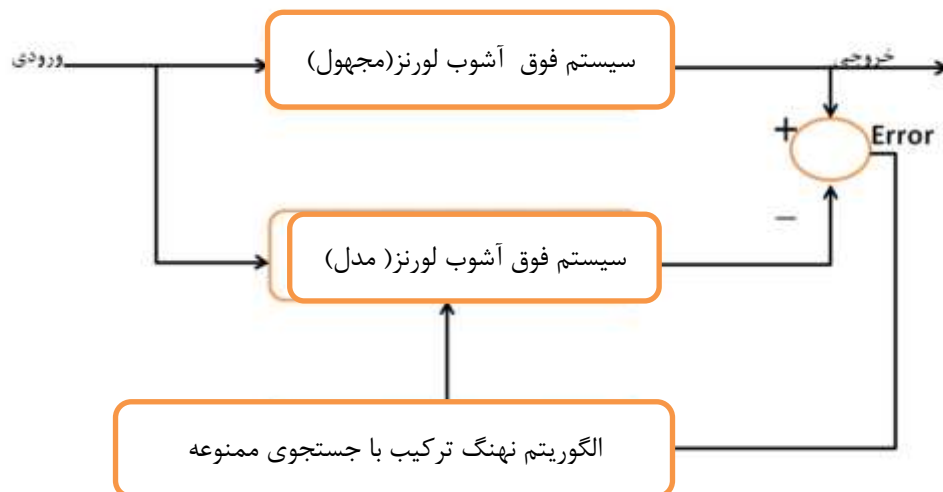 سیستم فوق آشوب لورنز(مجهول)
ورودی
خروجی
+
Error
–
سیستم فوق آشوب لورنز( مدل)
الگوریتم نهنگ ترکیب با جستجوی ممنوعه